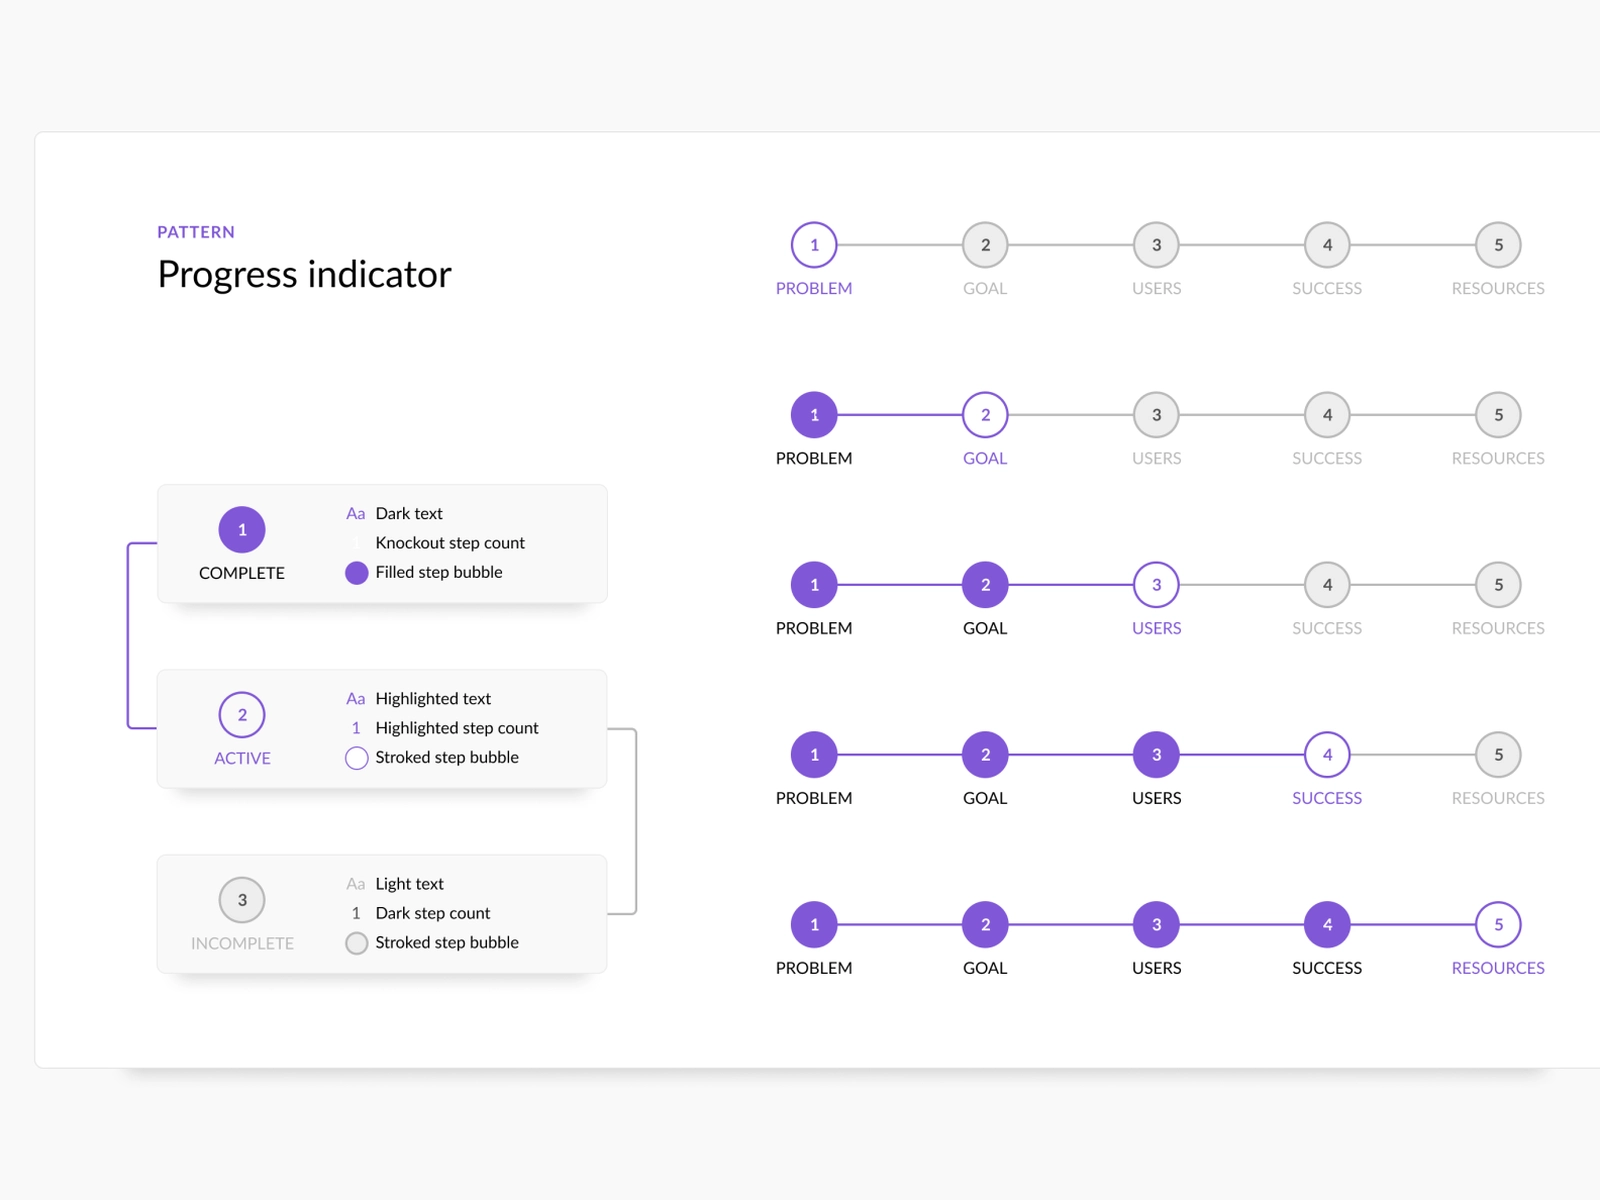 PATTERN
Progress indicator
1
COMPLETE
Aa Dark text
1 Knockout step count
Filled step bubble
2
ACTIVE
Aa Highlighted text
1 Highlighted step count
Stroked step bubble
3
INCOMPLETE
Aa Light text
1 Dark step count
Stroked step bubble
1 2 3 4 5
PROBLEM GOAL USERS SUCCESS RESOURCES
1 2 3 4 5
PROBLEM GOAL USERS SUCCESS RESOURCES
1 2 3 4 5
PROBLEM GOAL USERS SUCCESS RESOURCES
1 2 3 4 5
PROBLEM GOAL USERS SUCCESS RESOURCES
1 2 3 4 5
PROBLEM GOAL USERS SUCCESS RESOURCES